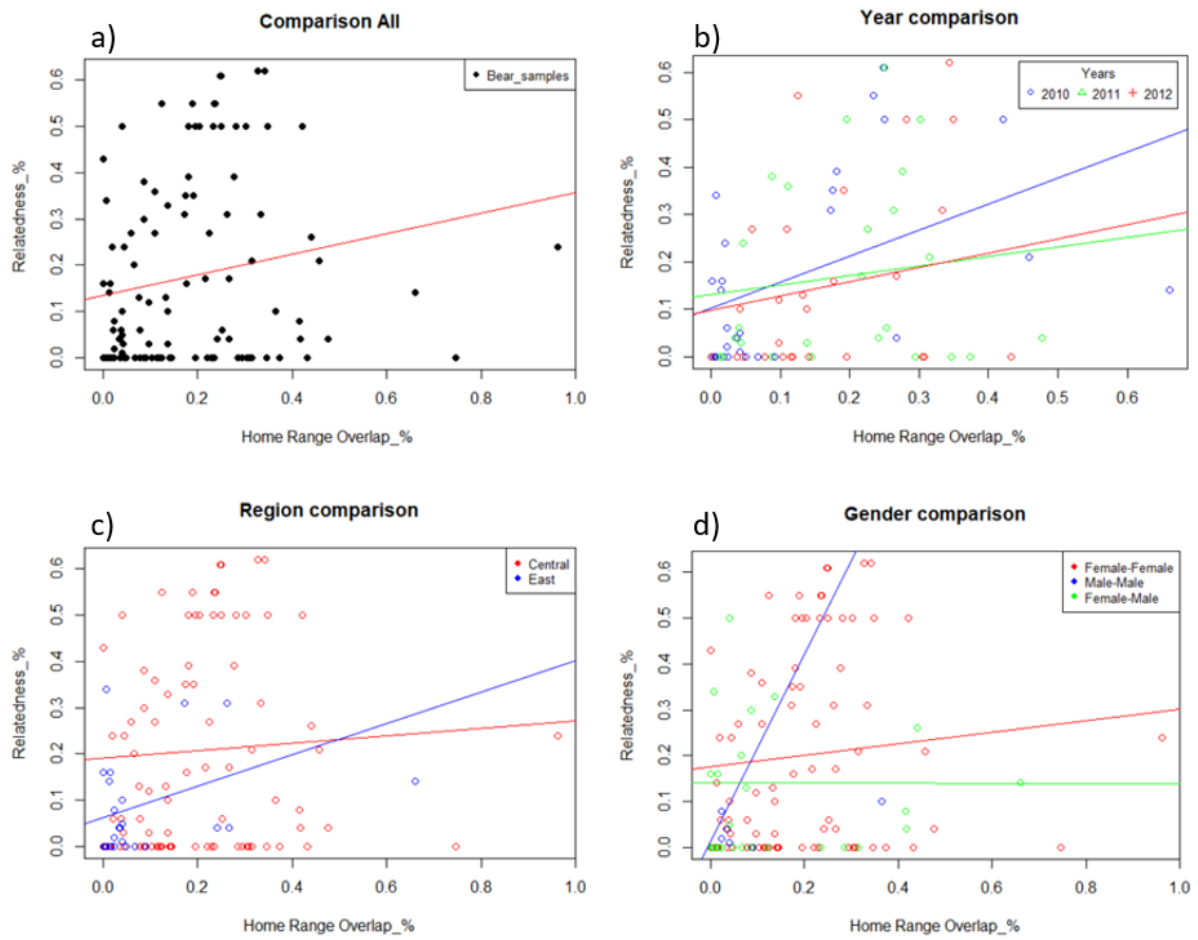 a)
Comparison All
Bear_samples
Relatedness_%
0.0 0.1 0.2 0.3 0.4 0.5 0.6
0.0 0.2 0.4 0.6 0.8 1.0
Home Range Overlap_%
b)
Year comparison
Years
2010 2011 2012
Relatedness_%
0.0 0.1 0.2 0.3 0.4 0.5 0.6
0.0 0.1 0.2 0.3 0.4 0.5 0.6
Home Range Overlap_%
c)
Region comparison
Central
East
Relatedness_%
0.0 0.1 0.2 0.3 0.4 0.5 0.6
0.0 0.2 0.4 0.6 0.8 1.0
Home Range Overlap_%
d)
Gender comparison
Female-Female
Male-Male
Female-Male
Relatedness_%
0.0 0.1 0.2 0.3 0.4 0.5 0.6
0.0 0.2 0.4 0.6 0.8 1.0
Home Range Overlap_%